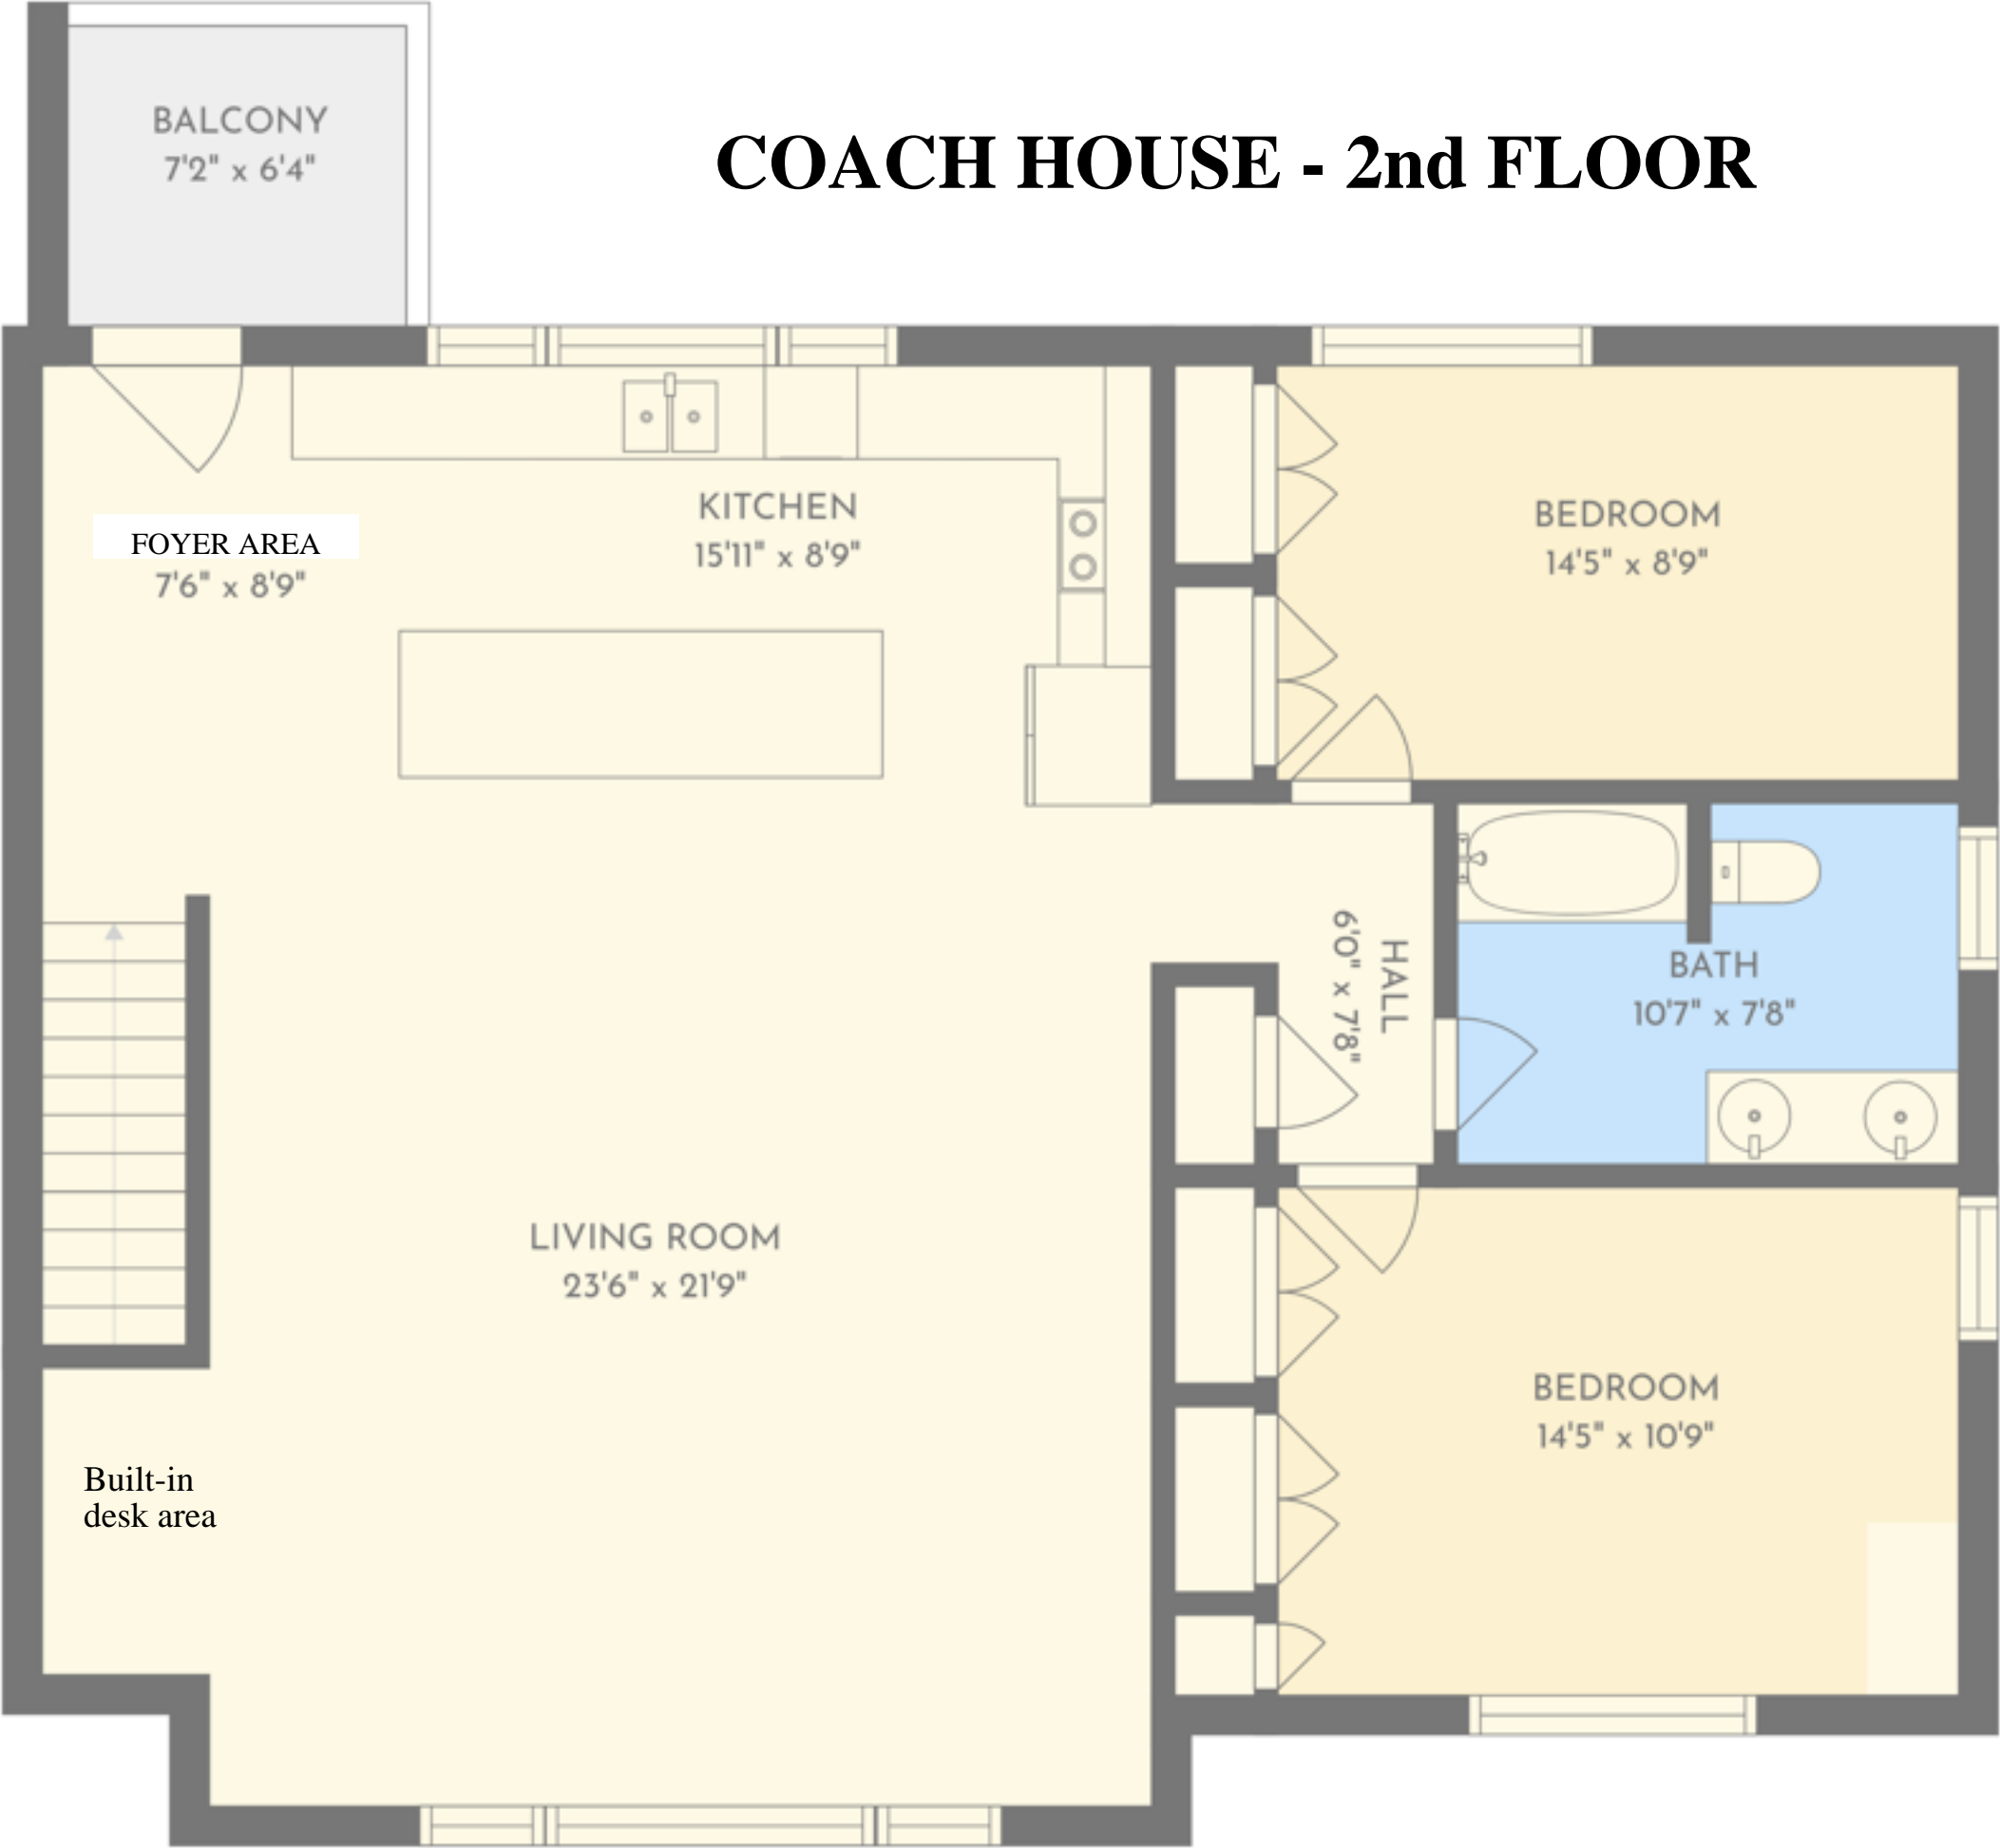 BALCONY
7'2" x 6'4"
COACH HOUSE - 2nd FLOOR
FOYER AREA
7'6" x 8'9"
KITCHEN
15'11" x 8'9"
BEDROOM
14'5" x 8'9"
HALL
6'0" x 7'8"
BATH
10'7" x 7'8"
LIVING ROOM
23'6" x 21'9"
BEDROOM
14'5" x 10'9"
Built-in
desk area